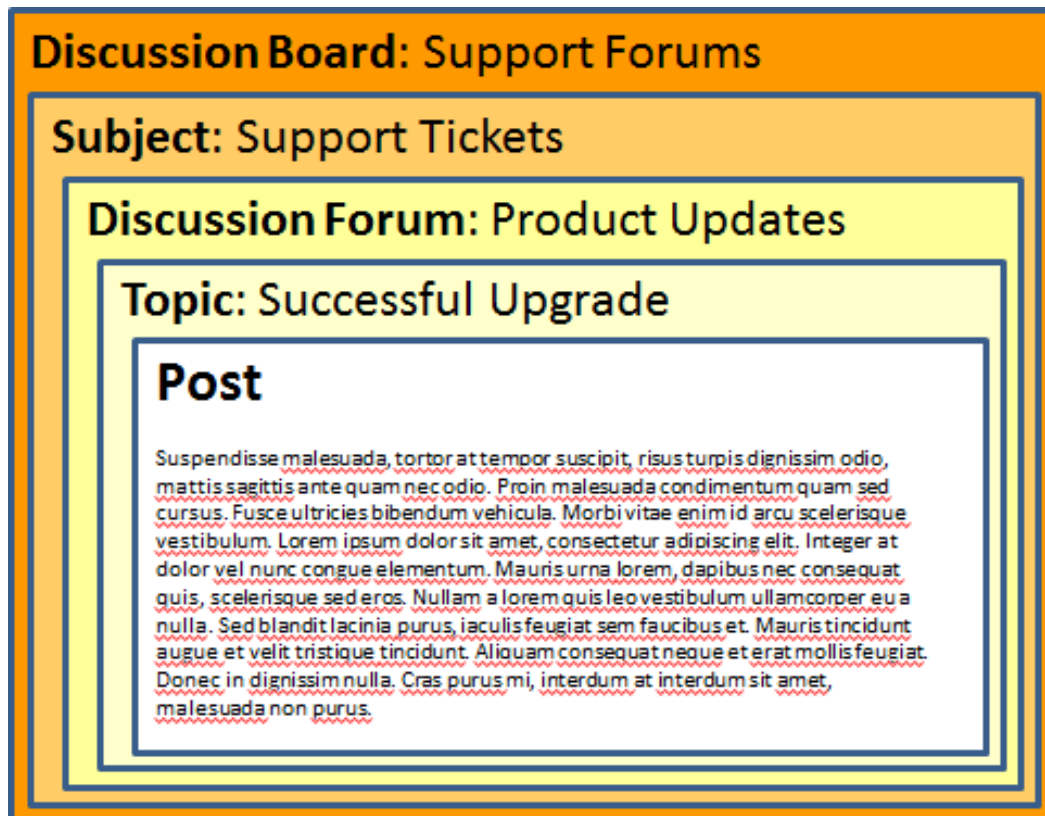 Discussion Board: Support Forums
Subject: Support Tickets
Discussion Forum: Product Updates
Topic: Successful Upgrade
Post
Suspendisse malesuada, tortor at tempor suscipit, risus turpis dignissim odio,
mattis sagittis ante quam nec odio. Proin malesuada condimentum quam sed
cursus. Fusce ultricies bibendum vehicula. Morbi vitae enim id arcu scelerisque
vestibulum. Lorem ipsum dolor sit amet, consectetur adipiscing elit. Integer at
dolor vel nunc congue elementum. Mauris urna lorem, dapibus nec consequat
quis, scelerisque sed eros. Nullam a lorem quis leo vestibulum ullamcorper eu a
nulla. Sed blandit lacinia purus, iaculis feugiat sem faucibus et. Mauris tincidunt
augue et velit tristique tincidunt. Aliquam consequat neque et erat mollis feugiat.
Donec in dignissim nulla. Cras purus mi, interdum at interdum sit amet,
malesuada non purus.